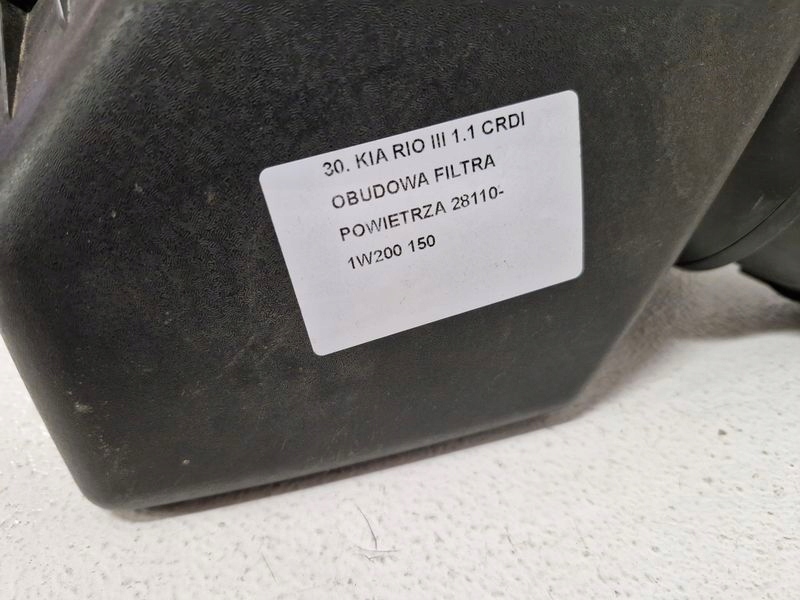 30. KIA RIO III 1.1 CRDI
OBUDOWA FILTRA
POWIETRZA 28110-
1W200 150